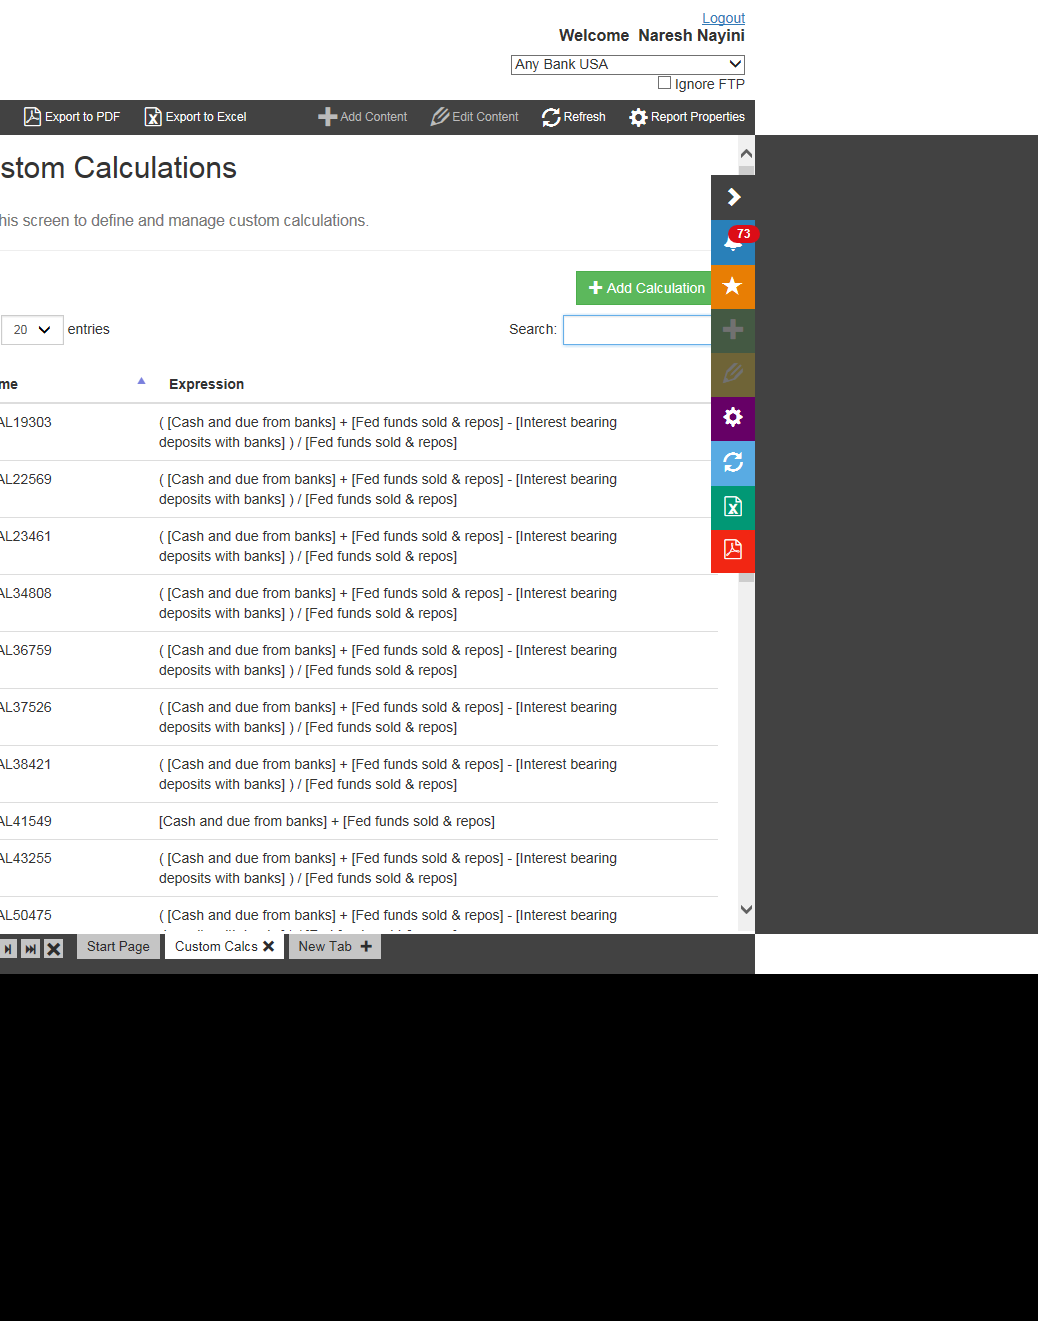 Logout
Welcome Naresh Nayini
Any Bank USA
Ignore FTP
Export to PDF Export to Excel Add Content Edit Content Refresh Report Properties
stom Calculations
his screen to define and manage custom calculations.
73
Add Calculation
20 entries Search:
me Expression
AL19303 ( [Cash and due from banks] + [Fed funds sold & repos] - [Interest bearing
deposits with banks] ) / [Fed funds sold & repos]
AL22569 ( [Cash and due from banks] + [Fed funds sold & repos] - [Interest bearing
deposits with banks] ) / [Fed funds sold & repos]
AL23461 ( [Cash and due from banks] + [Fed funds sold & repos] - [Interest bearing
deposits with banks] ) / [Fed funds sold & repos]
AL34808 ( [Cash and due from banks] + [Fed funds sold & repos] - [Interest bearing
deposits with banks] ) / [Fed funds sold & repos]
AL36759 ( [Cash and due from banks] + [Fed funds sold & repos] - [Interest bearing
deposits with banks] ) / [Fed funds sold & repos]
AL37526 ( [Cash and due from banks] + [Fed funds sold & repos] - [Interest bearing
deposits with banks] ) / [Fed funds sold & repos]
AL38421 ( [Cash and due from banks] + [Fed funds sold & repos] - [Interest bearing
deposits with banks] ) / [Fed funds sold & repos]
AL41549 [Cash and due from banks] + [Fed funds sold & repos]
AL43255 ( [Cash and due from banks] + [Fed funds sold & repos] - [Interest bearing
deposits with banks] ) / [Fed funds sold & repos]
AL50475 ( [Cash and due from banks] + [Fed funds sold & repos] - [Interest bearing
Start Page Custom Calcs New Tab